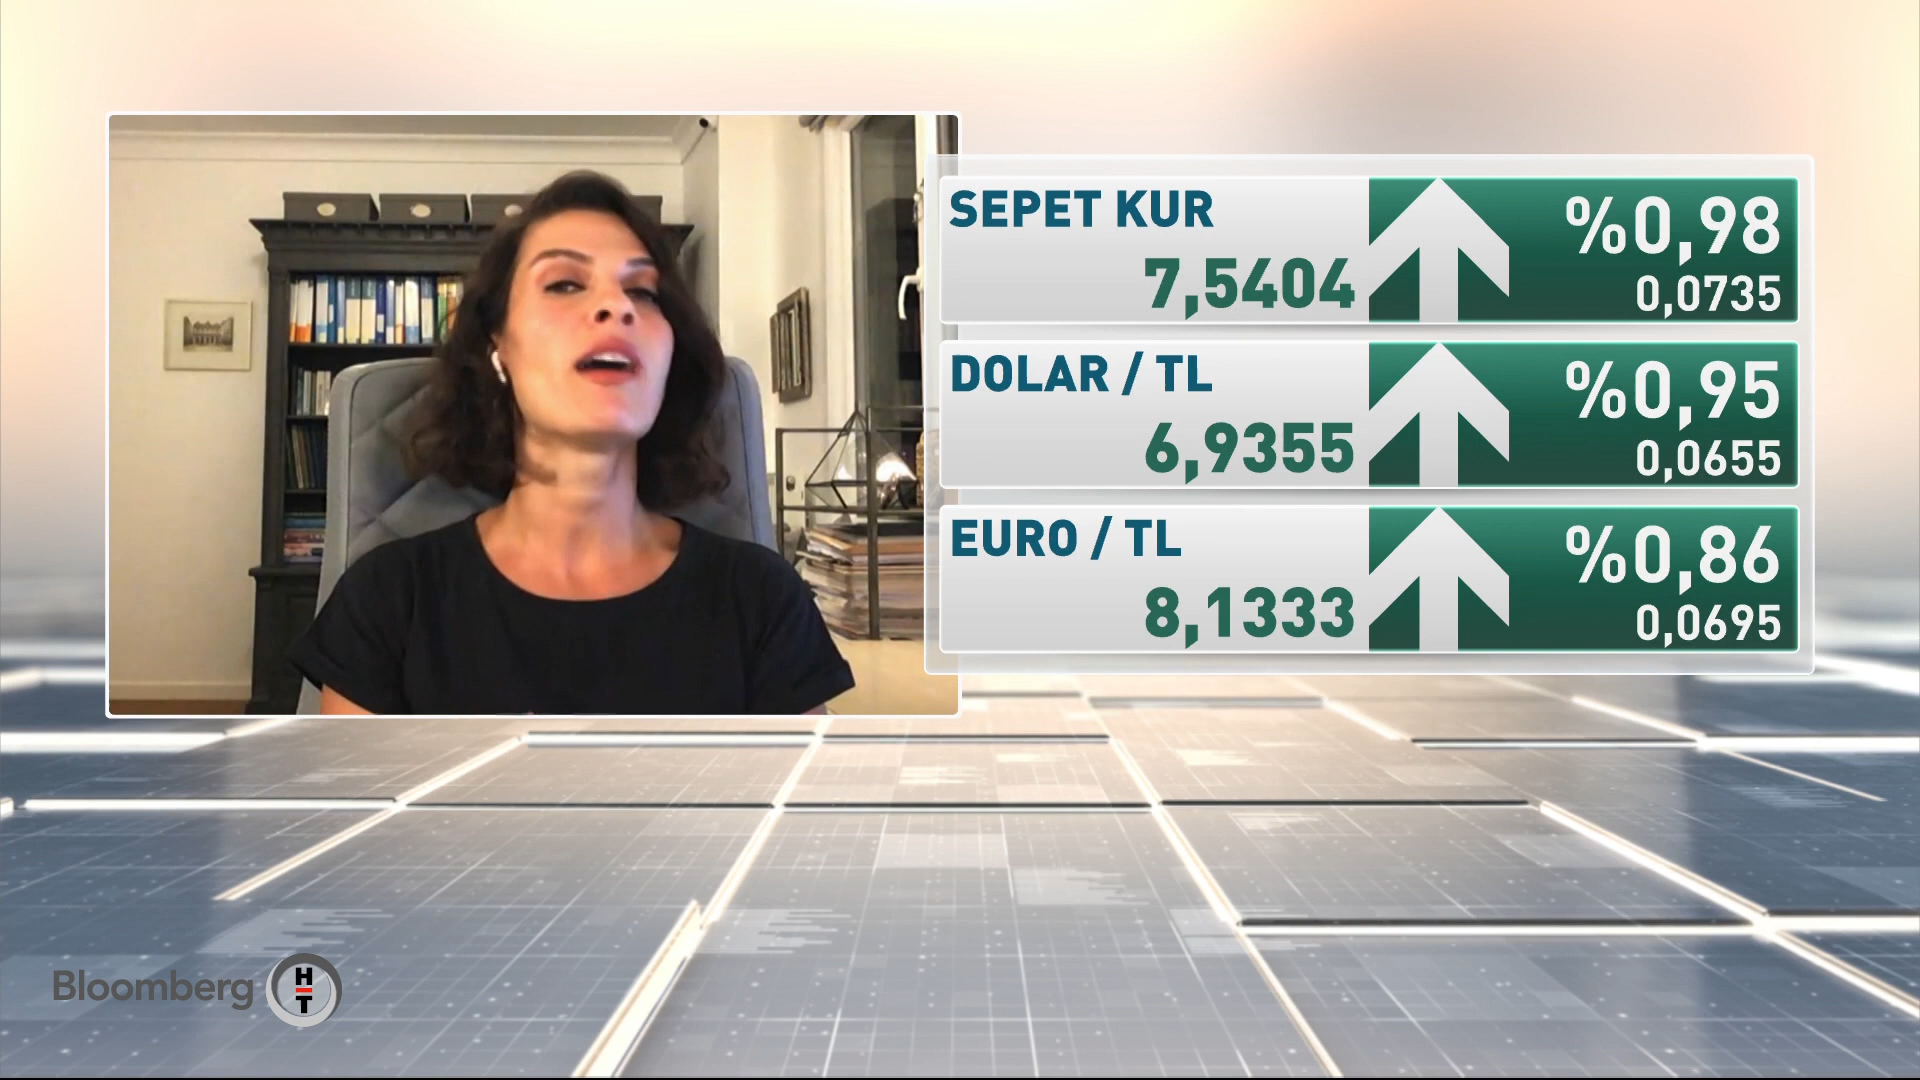 SEPET KUR
7,5404
%0,98
0,0735
DOLAR / TL
6,9355
%0,95
0,0655
EURO / TL
8,1333
%0,86
0,0695
Bloomberg HT